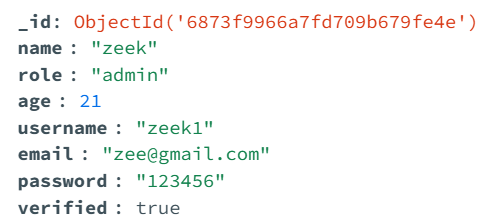 _id: ObjectId('6873f9966a7fd709b679fe4e')
name : "zeek"
role : "admin"
age : 21
username : "zeek1"
email : "zee@gmail.com"
password : "123456"
verified : true